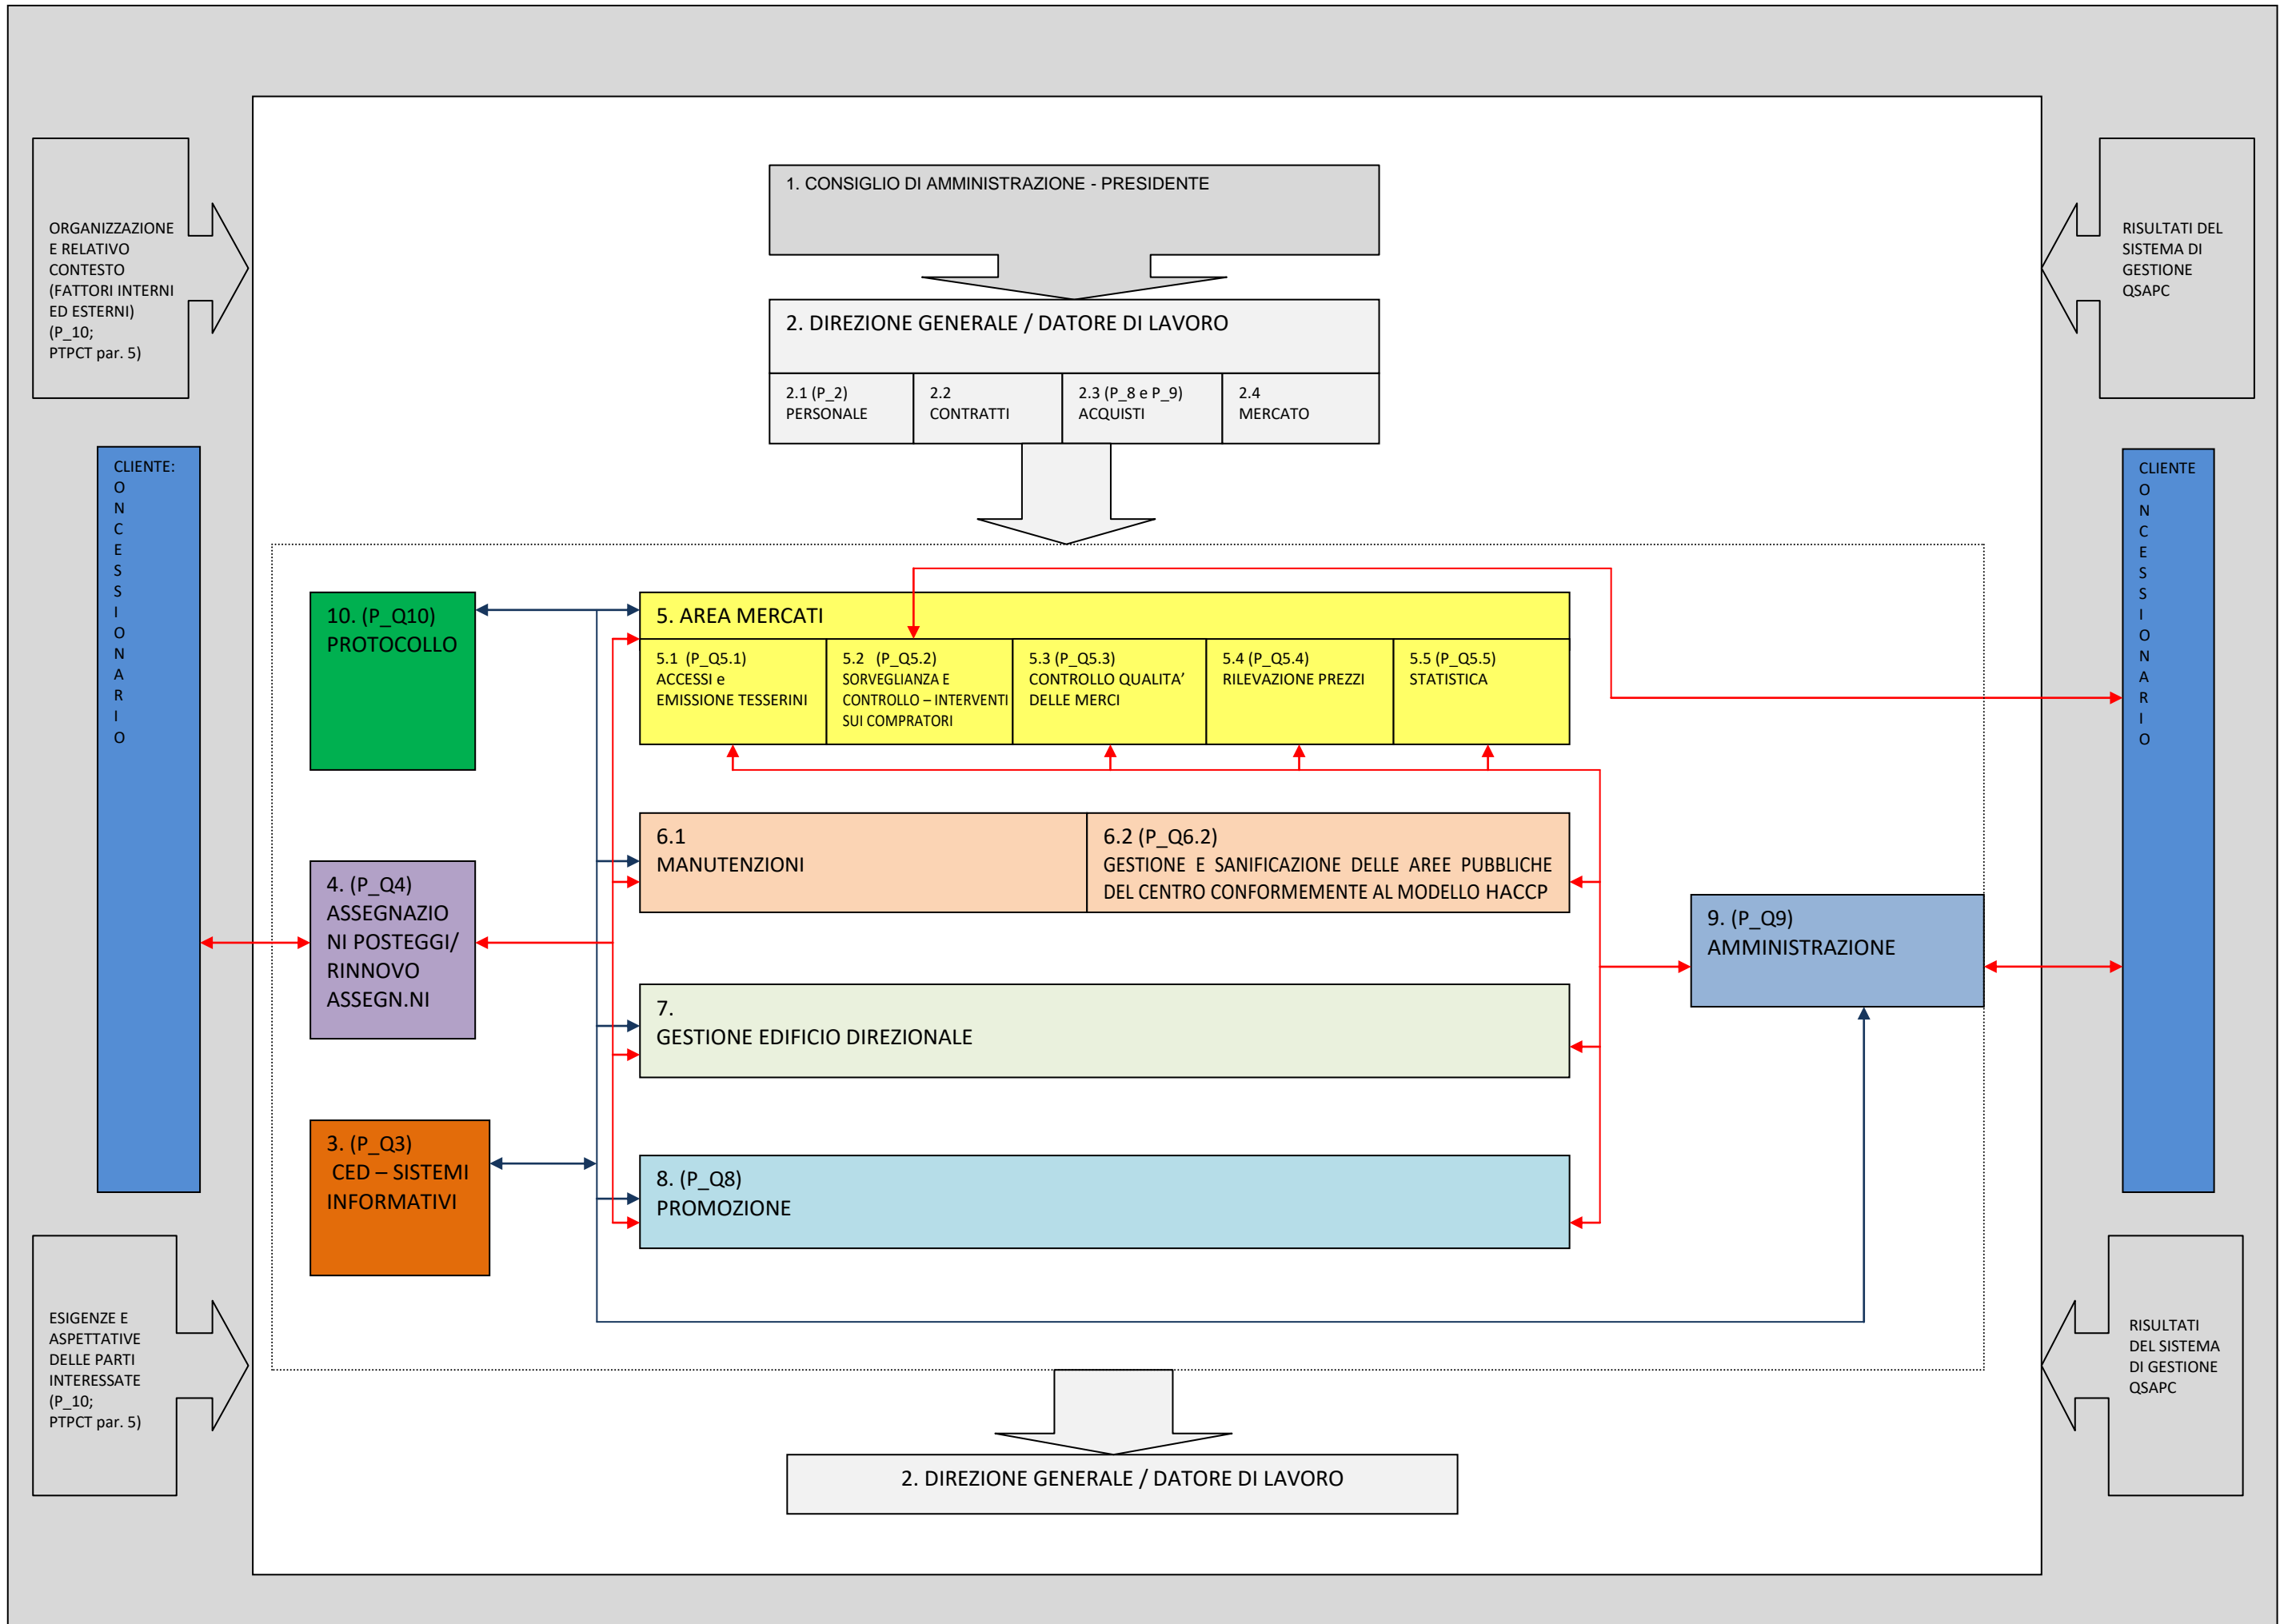 1. CONSIGLIO DI AMMINISTRAZIONE - PRESIDENTE
ORGANIZZAZIONE
E RELATIVO
CONTESTO
(FATTORI INTERNI
ED ESTERNI)
(P_10;
PTPCT par. 5)
RISULTATI DEL
SISTEMA DI
GESTIONE
QSAPC
2. DIREZIONE GENERALE / DATORE DI LAVORO
2.1 (P_2)
PERSONALE
2.2
CONTRATTI
2.3 (P_8 e P_9)
ACQUISTI
2.4
MERCATO
CLIENTE:
O
N
C
E
S
S
I
O
N
A
R
I
O
CLIENTE
O
N
C
E
S
S
I
O
N
A
R
I
O
10. (P_Q10)
PROTOCOLLO
5. AREA MERCATI
5.1 (P_Q5.1)
ACCESSI e
EMISSIONE TESSERINI
5.2 (P_Q5.2)
SORVEGLIANZA E
CONTROLLO – INTERVENTI
SUI COMPRATORI
5.3 (P_Q5.3)
CONTROLLO QUALITA’
DELLE MERCI
5.4 (P_Q5.4)
RILEVAZIONE PREZZI
5.5 (P_Q5.5)
STATISTICA
6.1
MANUTENZIONI
6.2 (P_Q6.2)
GESTIONE E SANIFICAZIONE DELLE AREE PUBBLICHE
DEL CENTRO CONFORMEMENTE AL MODELLO HACCP
4. (P_Q4)
ASSEGNAZIO
NI POSTEGGI/
RINNOVO
ASSEGN.NI
9. (P_Q9)
AMMINISTRAZIONE
7.
GESTIONE EDIFICIO DIREZIONALE
3. (P_Q3)
CED – SISTEMI
INFORMATIVI
8. (P_Q8)
PROMOZIONE
ESIGENZE E
ASPETTATIVE
DELLE PARTI
INTERESSATE
(P_10;
PTPCT par. 5)
RISULTATI
DEL SISTEMA
DI GESTIONE
QSAPC
2. DIREZIONE GENERALE / DATORE DI LAVORO